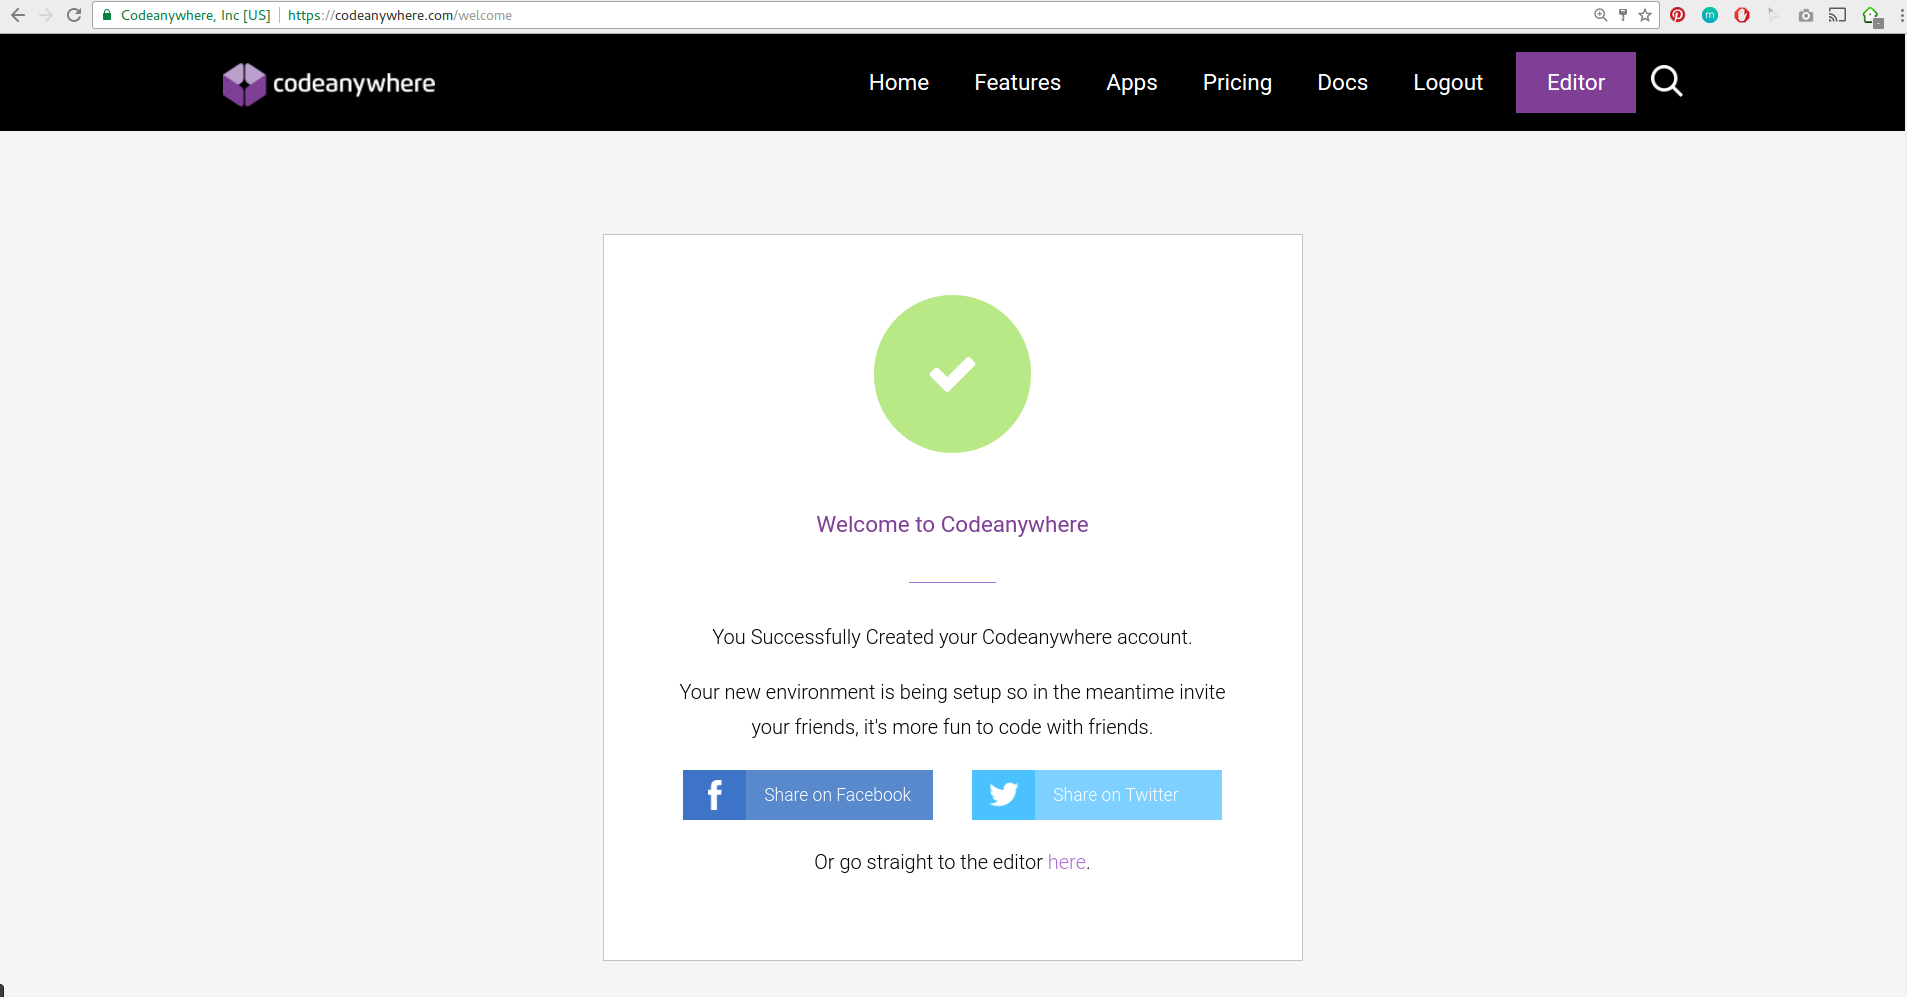 Codeanywhere, Inc [US] https://codeanywhere.com/welcome
codeanywhere
Home Features Apps Pricing Docs Logout Editor
Welcome to Codeanywhere
You Successfully Created your Codeanywhere account.
Your new environment is being setup so in the meantime invite
your friends, it's more fun to code with friends.
Share on Facebook Share on Twitter
Or go straight to the editor here.